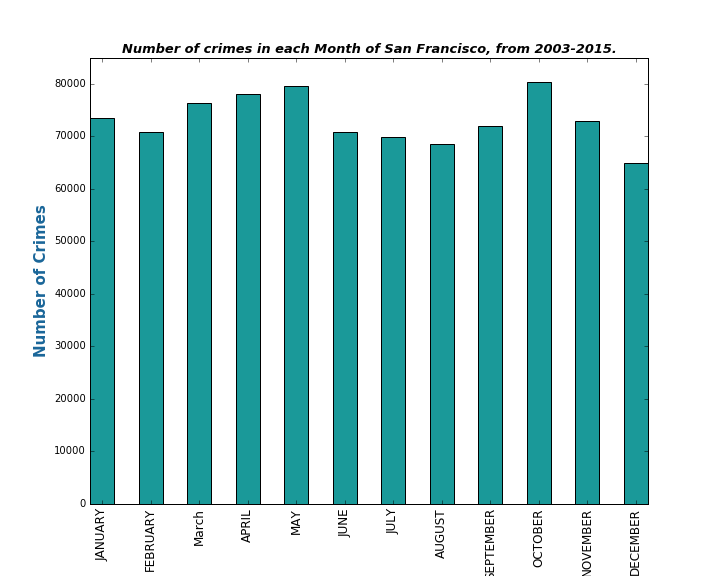 Number of crimes in each Month of San Francisco, from 2003-2015.
Number of Crimes
80000
70000
60000
50000
40000
30000
20000
10000
0
JANUARY
FEBRUARY
March
APRIL
MAY
JUNE
JULY
AUGUST
SEPTEMBER
OCTOBER
NOVEMBER
DECEMBER